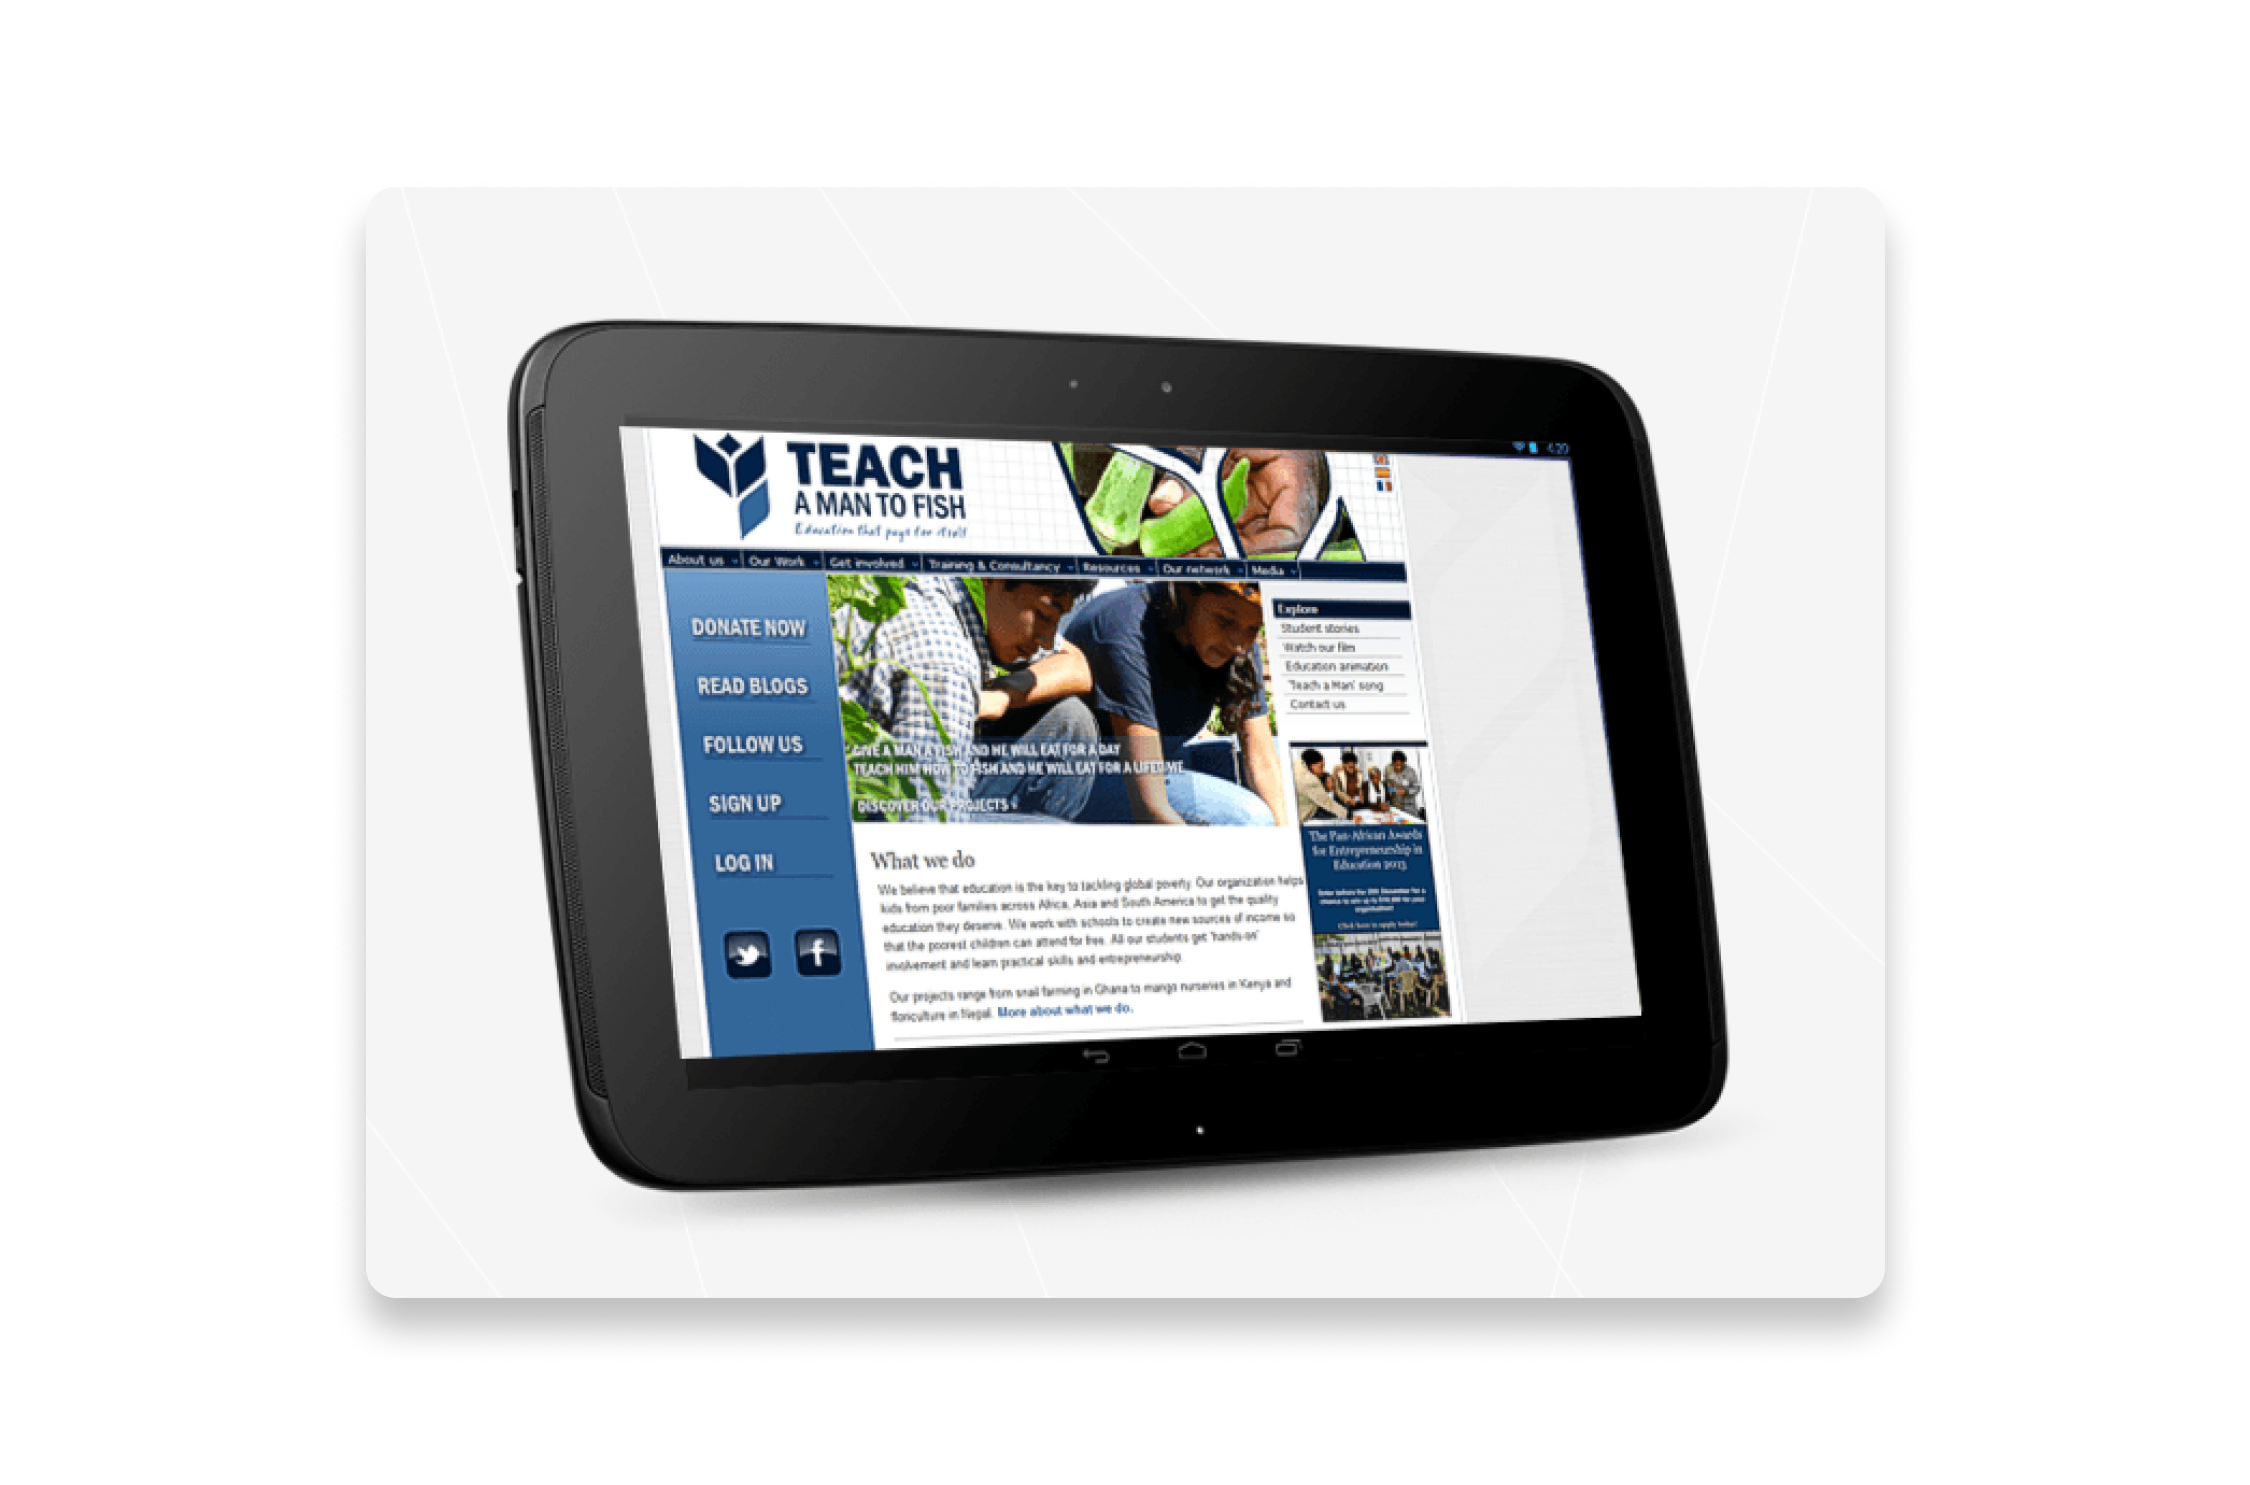 4:20
TEACH
A MAN TO FISH
Education that pays for itself
About us
Our Work
Get involved
Training & Consultancy
Resources
Our network
Media
DONATE NOW
READ BLOGS
FOLLOW US
SIGN UP
LOG IN
GIVE A MAN A FISH AND HE WILL EAT FOR A DAY
TEACH HIM HOW TO FISH AND HE WILL EAT FOR A LIFETIME
DISCOVER OUR PROJECTS »
Explore
Student stories
Watch our film
Education animation
'Teach a Man' song
Contact us
What we do
We believe that education is the key to tackling global poverty. Our organization helps
kids from poor families across Africa, Asia and South America to get the quality
education they deserve. We work with schools to create new sources of income so
that the poorest children can attend for free. All our students get 'hands-on'
involvement and learn practical skills and entrepreneurship.
Our projects range from snail farming in Ghana to mango nurseries in Kenya and
floriculture in Nepal. More about what we do.
The Pan-African Awards
for Entrepreneurship in
Education 2013
Click here to apply today!